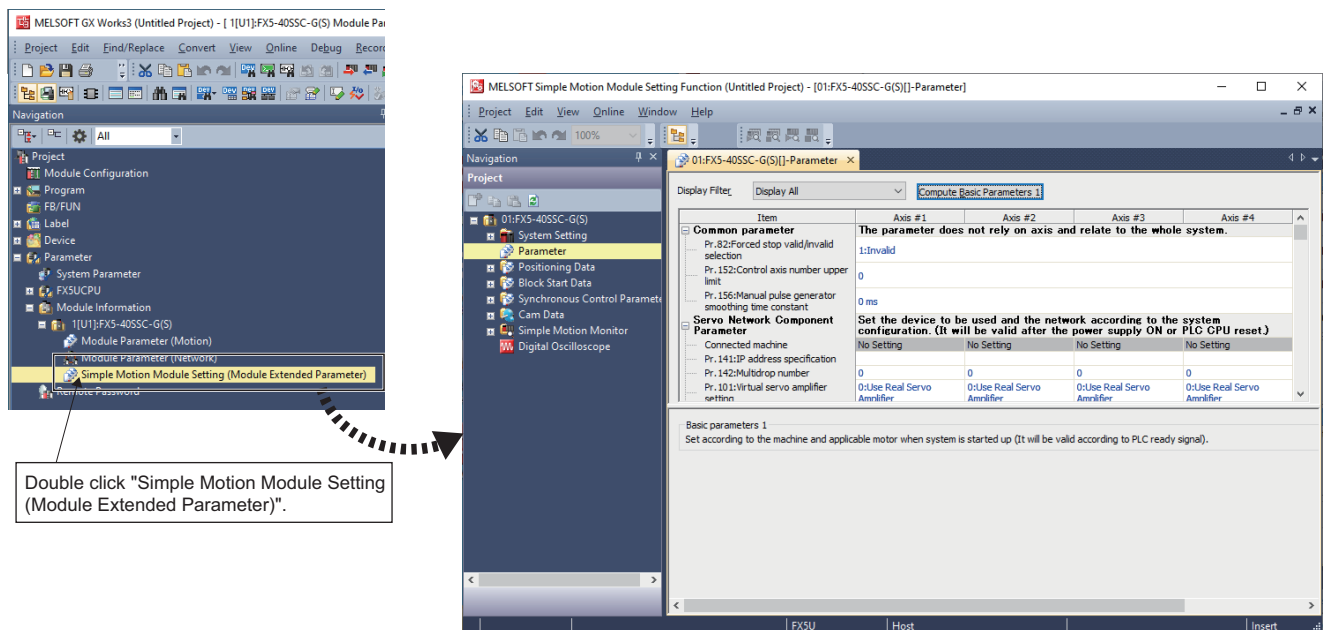 MELSOFT GX Works3 (Untitled Project) - [ 1[U1]:FX5-40SSC-G(S) Module Par
Project Edit Find/Replace Convert View Online Debug Record
Navigation
All
Project
Module Configuration
Program
FB/FUN
Label
Device
Parameter
System Parameter
FX5UCPU
Module Information
1[U1]:FX5-40SSC-G(S)
Module Parameter (Motion)
Module Parameter (Network)
Simple Motion Module Setting (Module Extended Parameter)
Remote Password
Double click "Simple Motion Module Setting
(Module Extended Parameter)".
MELSOFT Simple Motion Module Setting Function (Untitled Project) - [01:FX5-40SSC-G(S)[]-Parameter]
Project Edit View Online Window Help
100%
Navigation
Project
01:FX5-40SSC-G(S)
System Setting
Parameter
Positioning Data
Block Start Data
Synchronous Control Paramete
Cam Data
Simple Motion Monitor
Digital Oscilloscope
01:FX5-40SSC-G(S)[]-Parameter
Display Filter Display All Compute Basic Parameters 1
Item Axis #1 Axis #2 Axis #3 Axis #4
Common parameter The parameter does not rely on axis and relate to the whole system.
Pr.82:Forced stop valid/invalid
selection 1:Invalid
Pr.152:Control axis number upper
limit 0
Pr.156:Manual pulse generator
smoothing time constant 0 ms
Servo Network Component Set the device to be used and the network according to the system
Parameter configuration. (It will be valid after the power supply ON or PLC CPU reset.)
Connected machine No Setting No Setting No Setting No Setting
Pr.141:IP address specification
Pr.142:Multidrop number 0 0 0 0
Pr.101:Virtual servo amplifier 0:Use Real Servo 0:Use Real Servo 0:Use Real Servo 0:Use Real Servo
setting Amplifier Amplifier Amplifier Amplifier
Basic parameters 1
Set according to the machine and applicable motor when system is started up (It will be valid according to PLC ready signal).
FX5U Host Insert